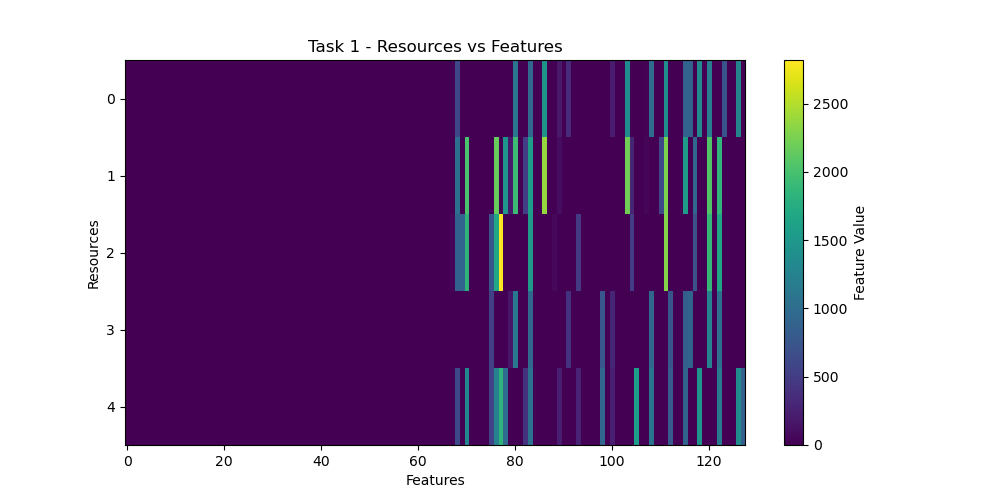 Task 1 - Resources vs Features
Resources
0
1
2
3
4
0 20 40 60 80 100 120
Features
2500
2000
1500
1000
500
0
Feature Value